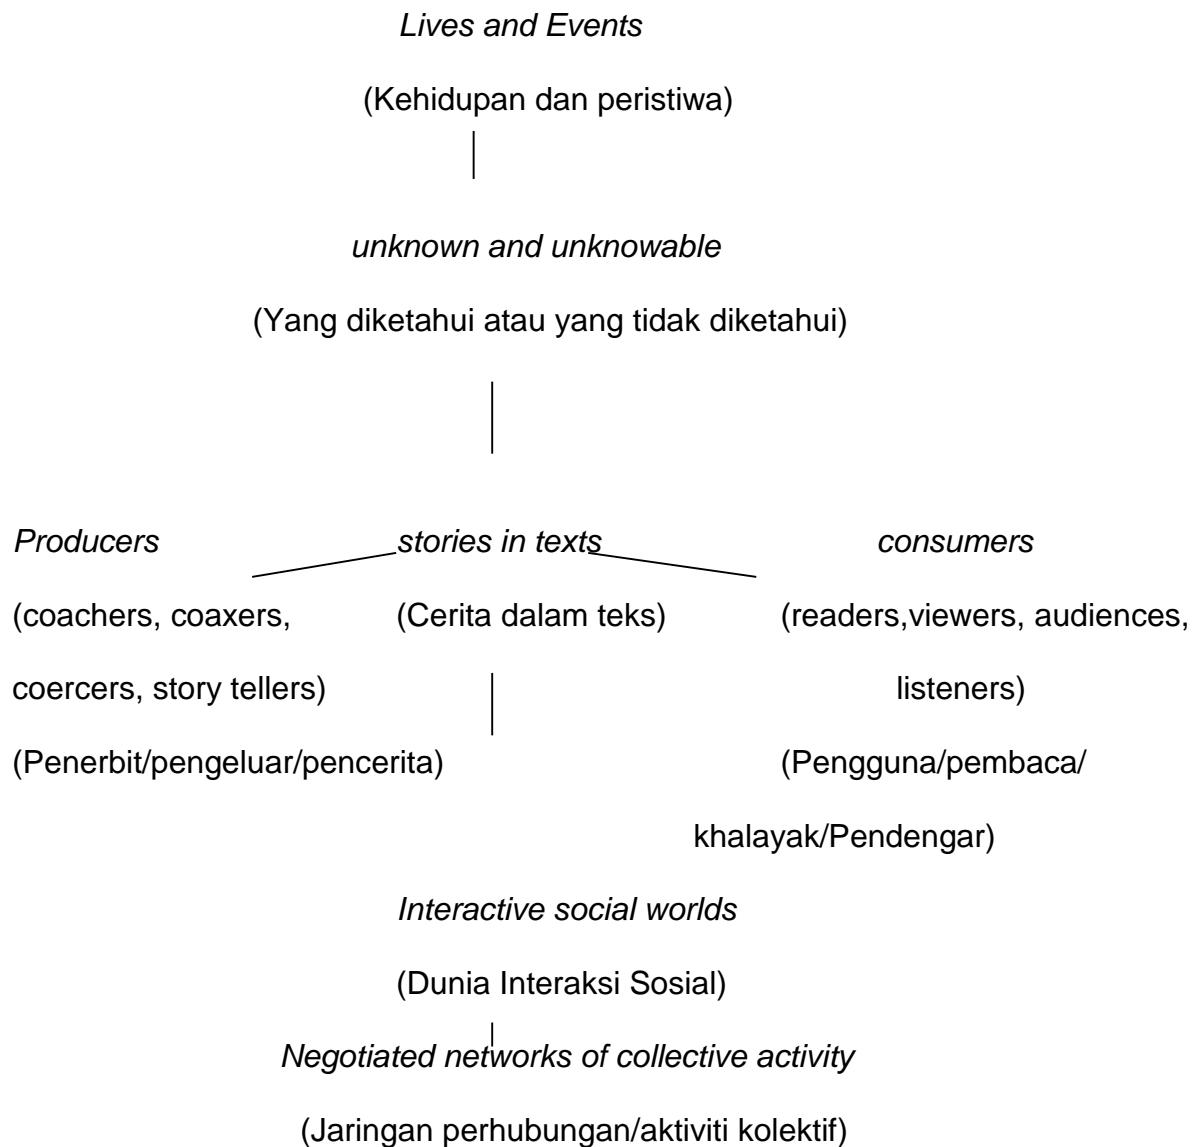 Lives and Events
(Kehidupan dan peristiwa)
unknown and unknowable
(Yang diketahui atau yang tidak diketahui)
Producers stories in texts consumers
(coachers, coaxers, (Cerita dalam teks) (readers,viewers, audiences,
coercers, story tellers) listeners)
(Penerbit/pengeluar/pencerita) (Pengguna/pembaca/
khalayak/Pendengar)
Interactive social worlds
(Dunia Interaksi Sosial)
Negotiated networks of collective activity
(Jaringan perhubungan/aktiviti kolektif)